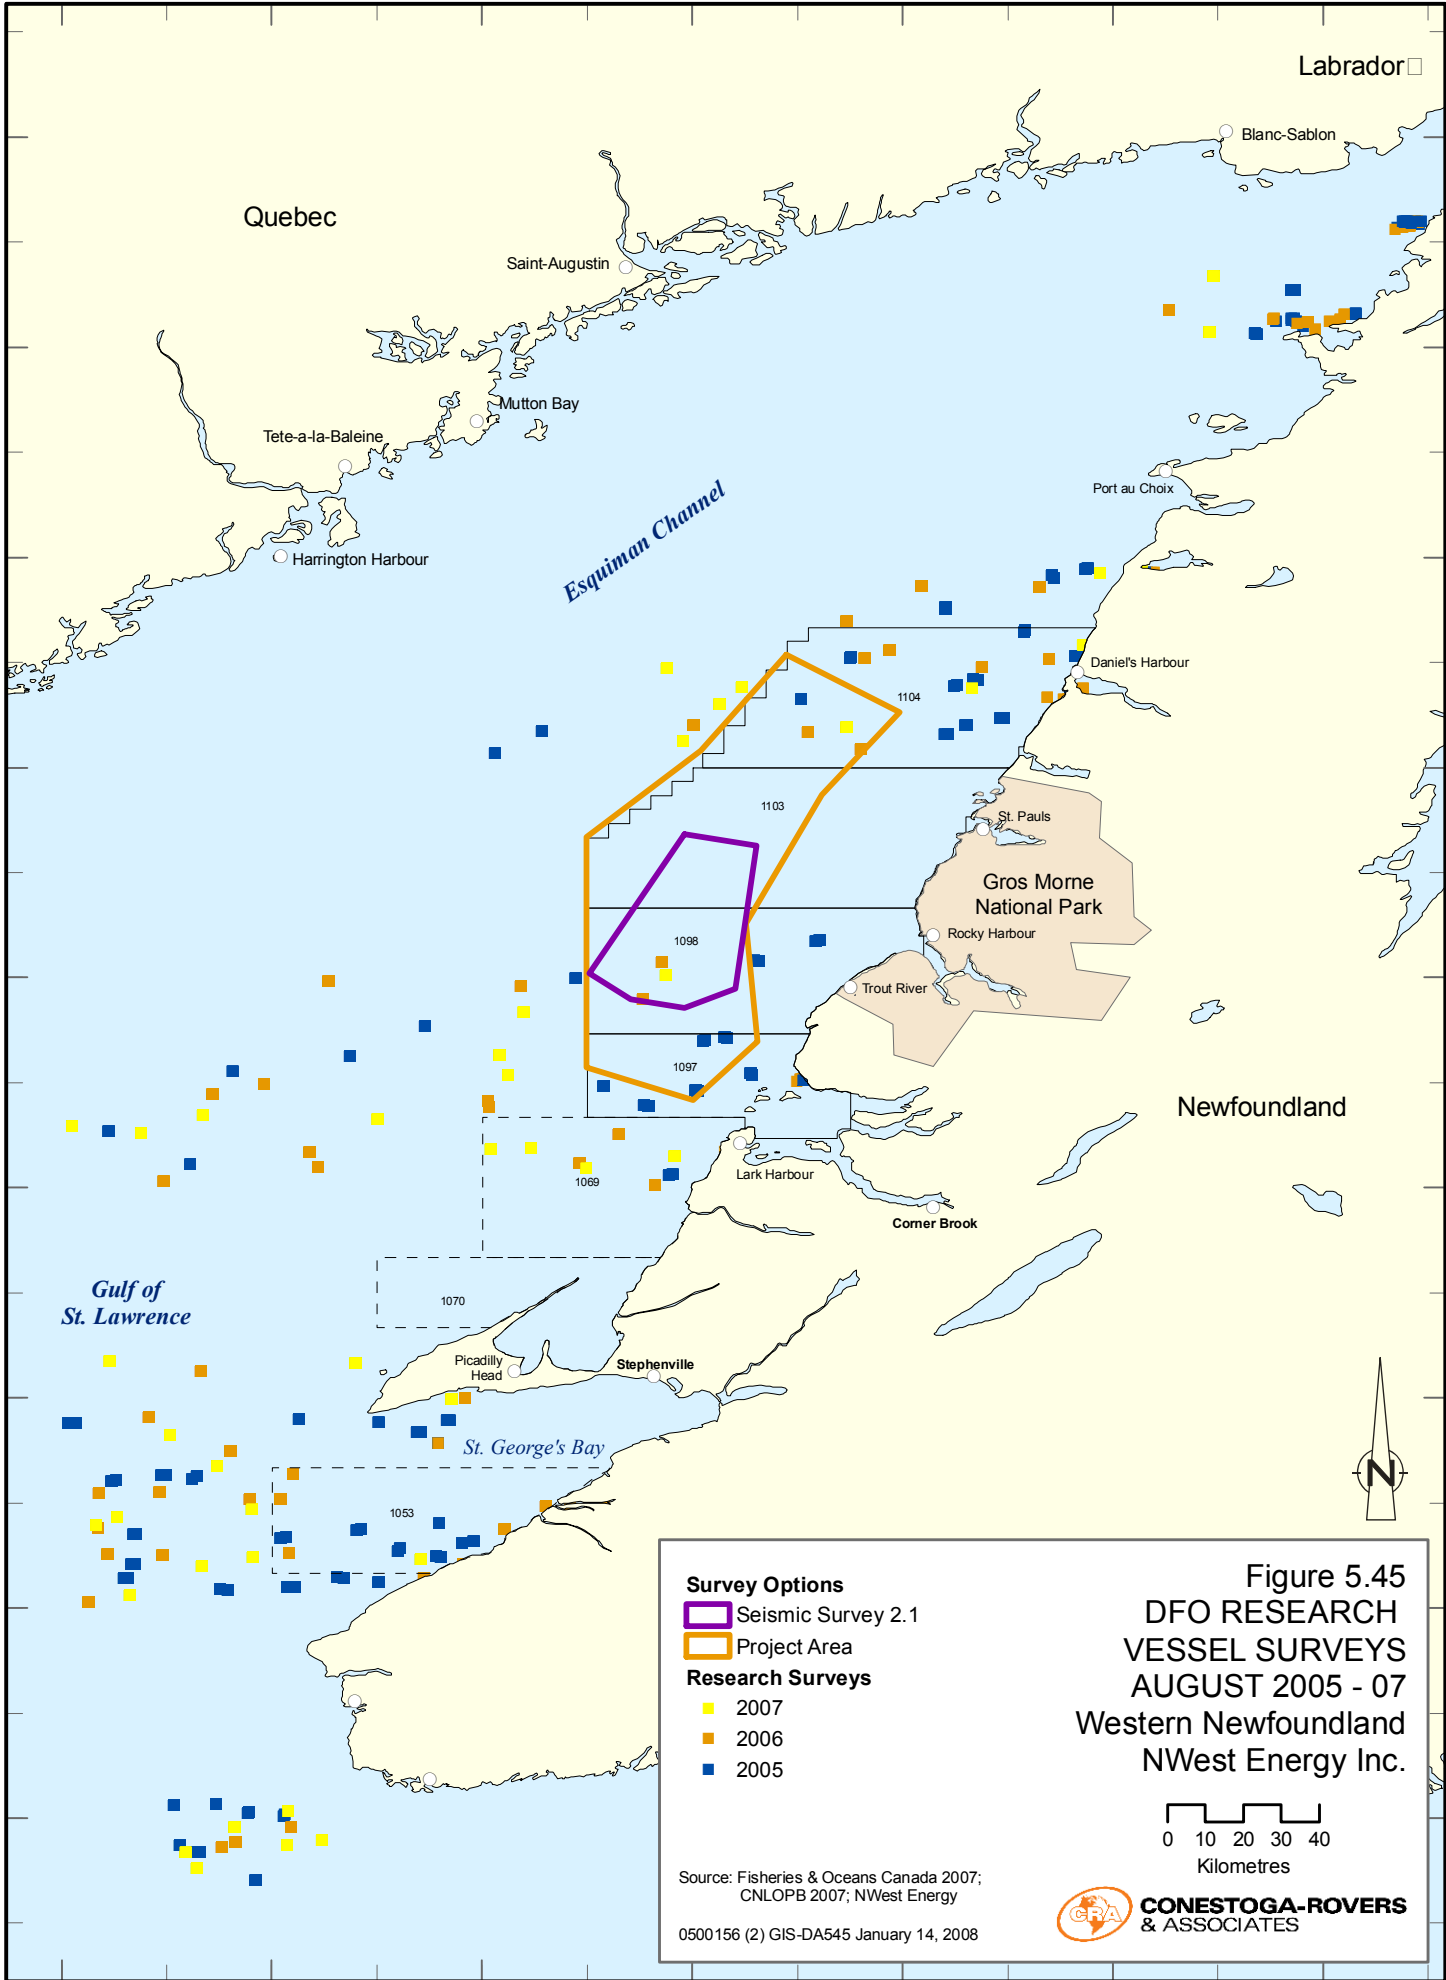 Labrador
Blanc-Sablon
Quebec
Saint-Augustin
Mutton Bay
Tete-a-la-Baleine
Port au Choix
Esquiman Channel
Harrington Harbour
Daniel's Harbour
1104
1103
St. Pauls
Gros Morne
National Park
Rocky Harbour
1098
Trout River
1097
Newfoundland
Lark Harbour
1069
Corner Brook
Gulf of
St. Lawrence
1070
Picadilly
Head
Stephenville
St. George's Bay
1053
N
Survey Options
Seismic Survey 2.1
Project Area
Research Surveys
2007
2006
2005
Figure 5.45
DFO RESEARCH
VESSEL SURVEYS
AUGUST 2005 - 07
Western Newfoundland
NWest Energy Inc.
0 10 20 30 40
Kilometres
Source: Fisheries & Oceans Canada 2007;
CNLOPB 2007; NWest Energy
0500156 (2) GIS-DA545 January 14, 2008
CRA
CONESTOGA-ROVERS
& ASSOCIATES